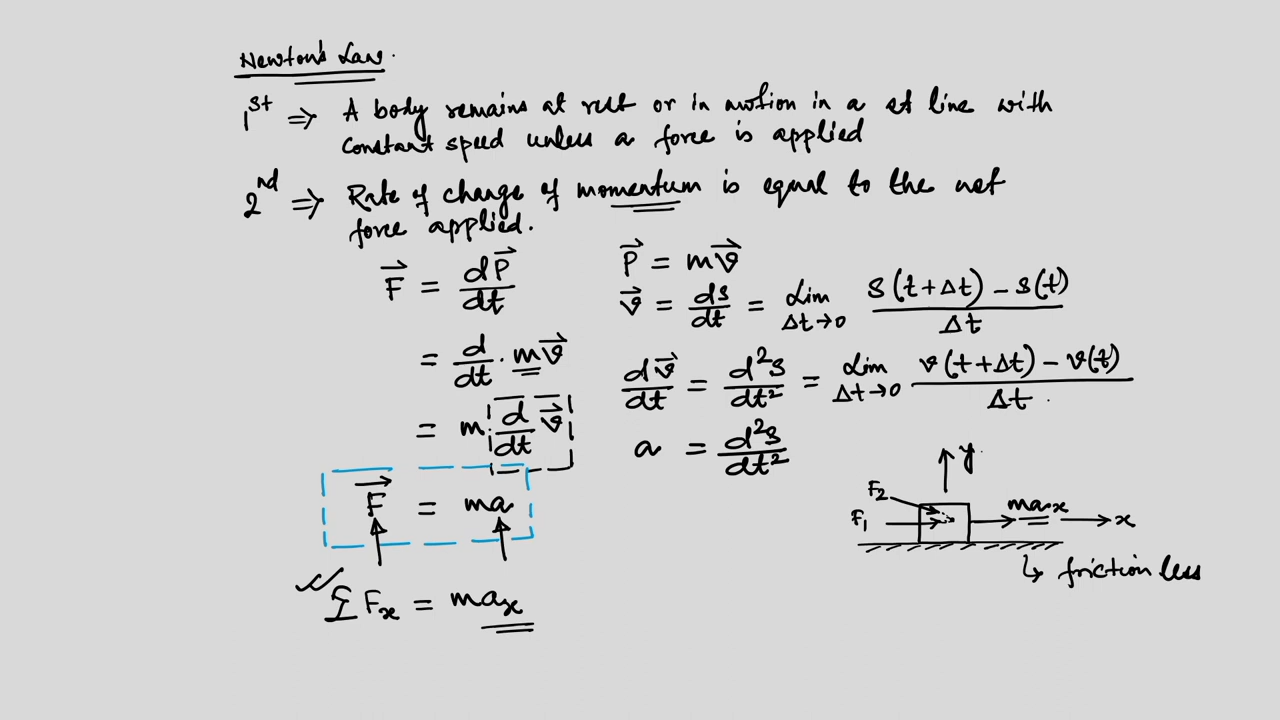 Newton's Law.
1st ⇒ A body remains at rest or in motion in a st line with
constant speed unless a force is applied
2nd ⇒ Rate of change of momentum is equal to the net
force applied.
F⃗ = dP⃗/dt
P⃗ = mv⃗
v⃗ = ds/dt = Lim Δt→0 (s(t+Δt) − s(t))/Δt
= d/dt · mv⃗
dv⃗/dt = d²s/dt² = Lim Δt→0 (v(t+Δt) − v(t))/Δt
= m d/dt v⃗
a = d²s/dt²
F⃗ = ma
ΣFx = max
y
F2
F1
max
x
↳ frictionless